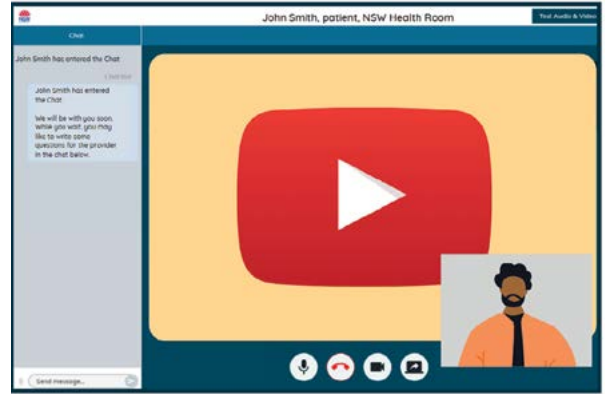 John Smith, patient, NSW Health Room
Test Audio & Video
Chat
John Smith has entered the Chat
John Smith has entered
the Chat
We will be with you soon.
While you wait, you may
like to write some
questions for the provider
in the chat below.
Send message...